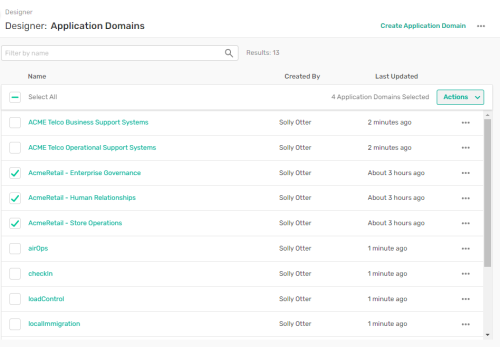 Designer
Designer: Application Domains
Create Application Domain
Filter by name
Results: 13
Name Created By Last Updated
Select All 4 Application Domains Selected Actions
ACME Telco Business Support Systems Solly Otter 2 minutes ago
ACME Telco Operational Support Systems Solly Otter 2 minutes ago
AcmeRetail - Enterprise Governance Solly Otter About 3 hours ago
AcmeRetail - Human Relationships Solly Otter About 3 hours ago
AcmeRetail - Store Operations Solly Otter About 3 hours ago
airOps Solly Otter 1 minute ago
checkIn Solly Otter 1 minute ago
loadControl Solly Otter 1 minute ago
localImmigration Solly Otter 1 minute ago